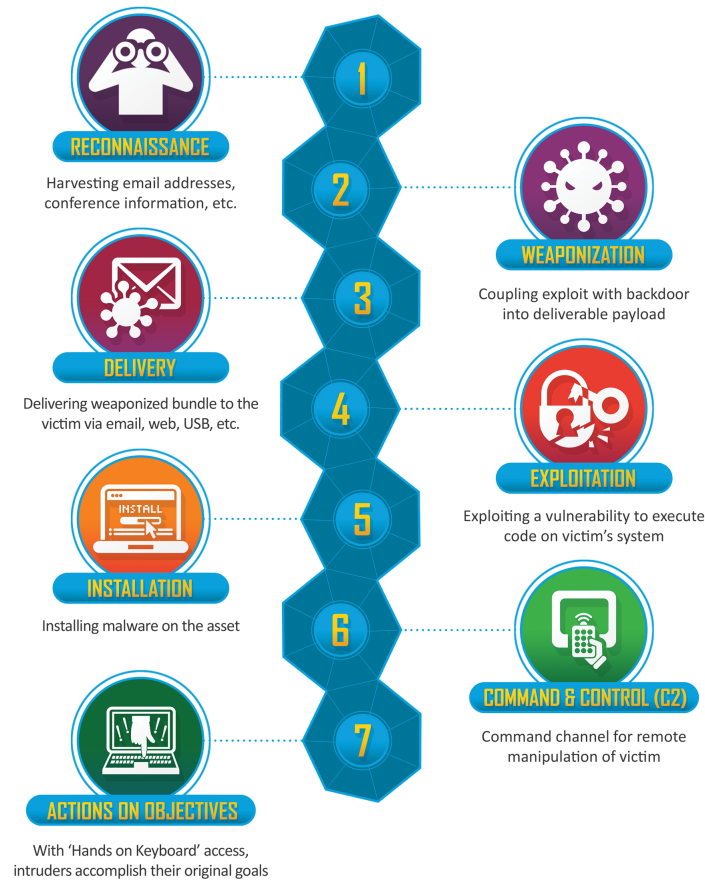 1
RECONNAISSANCE
Harvesting email addresses,
conference information, etc.
2
WEAPONIZATION
Coupling exploit with backdoor
into deliverable payload
3
DELIVERY
Delivering weaponized bundle to the
victim via email, web, USB, etc.
4
EXPLOITATION
Exploiting a vulnerability to execute
code on victim’s system
5
INSTALL
INSTALLATION
Installing malware on the asset
6
COMMAND & CONTROL (C2)
Command channel for remote
manipulation of victim
7
ACTIONS ON OBJECTIVES
With ‘Hands on Keyboard’ access,
intruders accomplish their original goals